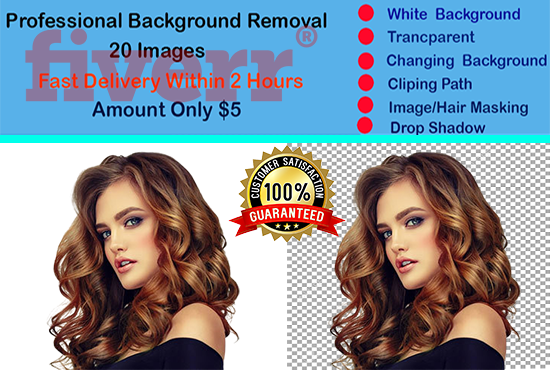 Professional Background Removal
20 Images
Fast Delivery Within 2 Hours
Amount Only $5
fiverr®
White Background
Trancparent
Changing Background
Cliping Path
Image/Hair Masking
Drop Shadow
CUSTOMER SATISFACTION
100%
GUARANTEED